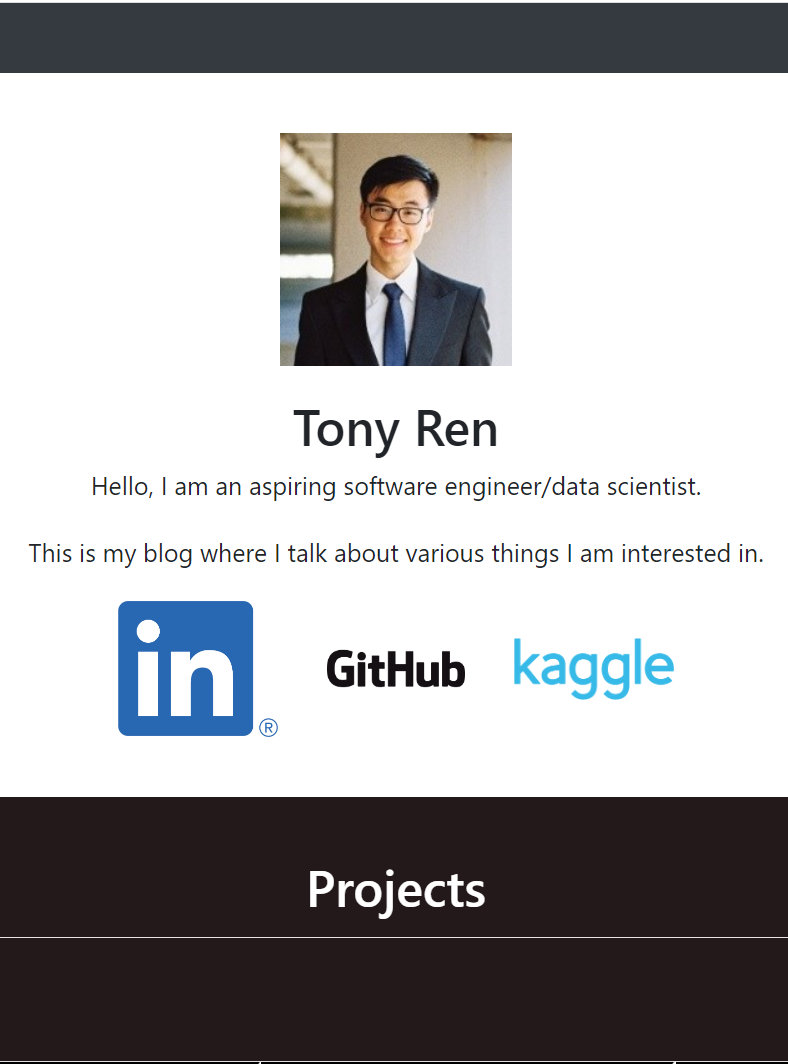 Tony Ren
Hello, I am an aspiring software engineer/data scientist.
This is my blog where I talk about various things I am interested in.
in ®
GitHub
kaggle
Projects